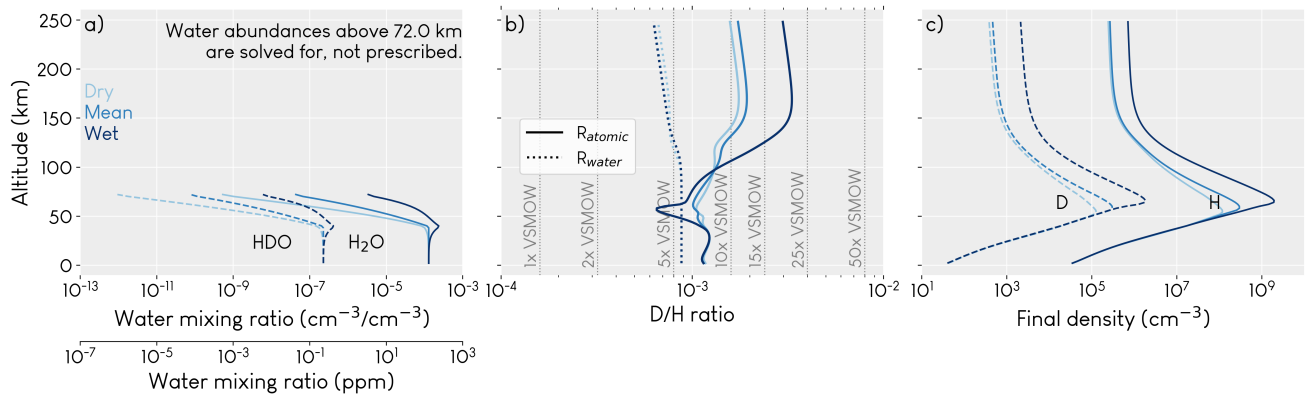 a)
Water abundances above 72.0 km
are solved for, not prescribed.
Dry
Mean
Wet
HDO
H₂O
Altitude (km)
250
200
150
100
50
0
10⁻¹³ 10⁻¹¹ 10⁻⁹ 10⁻⁷ 10⁻⁵ 10⁻³
Water mixing ratio (cm⁻³/cm⁻³)
10⁻⁷ 10⁻⁵ 10⁻³ 10⁻¹ 10¹ 10³
Water mixing ratio (ppm)
b)
R_atomic
R_water
1x VSMOW
2x VSMOW
5x VSMOW
10x VSMOW
15x VSMOW
25x VSMOW
50x VSMOW
10⁻⁴ 10⁻³ 10⁻²
D/H ratio
c)
D
H
10¹ 10³ 10⁵ 10⁷ 10⁹
Final density (cm⁻³)